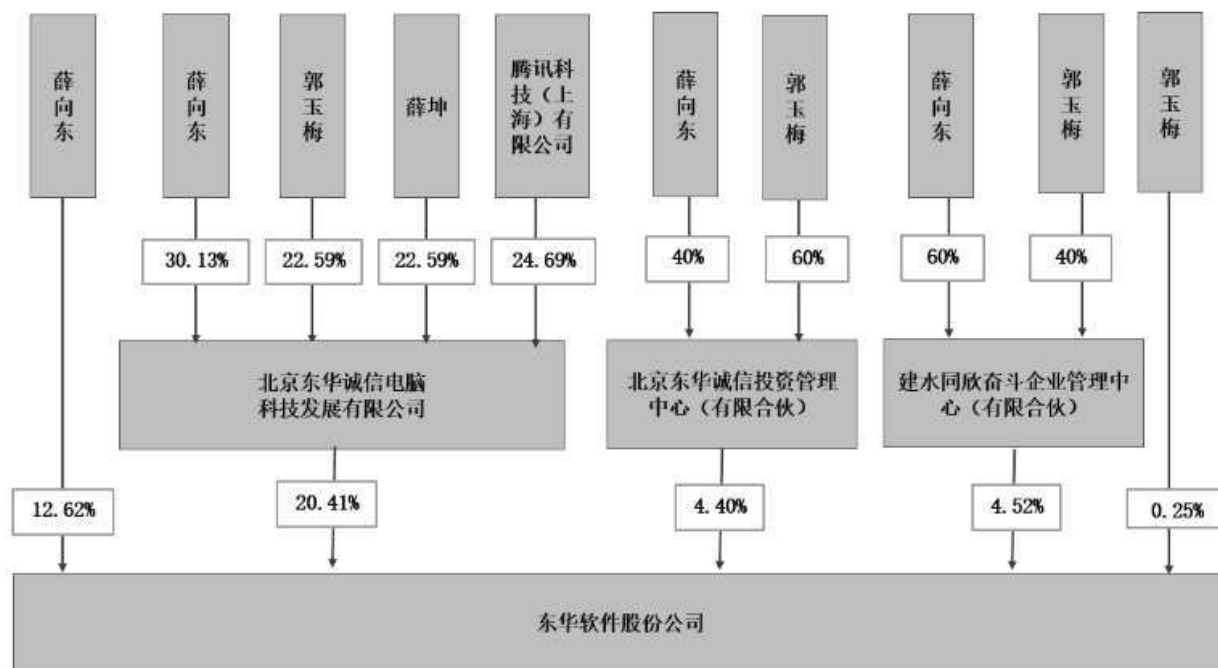 薛向东
薛向东
郭玉梅
薛坤
腾讯科
技（上
海）有
限公司
薛向东
郭玉梅
薛向东
郭玉梅
郭玉梅
30.13%
22.59%
22.59%
24.69%
40%
60%
60%
40%
北京东华诚信电脑
科技发展有限公司
北京东华诚信投资管理
中心（有限合伙）
建水同欣奋斗企业管理中
心（有限合伙）
12.62%
20.41%
4.40%
4.52%
0.25%
东华软件股份公司